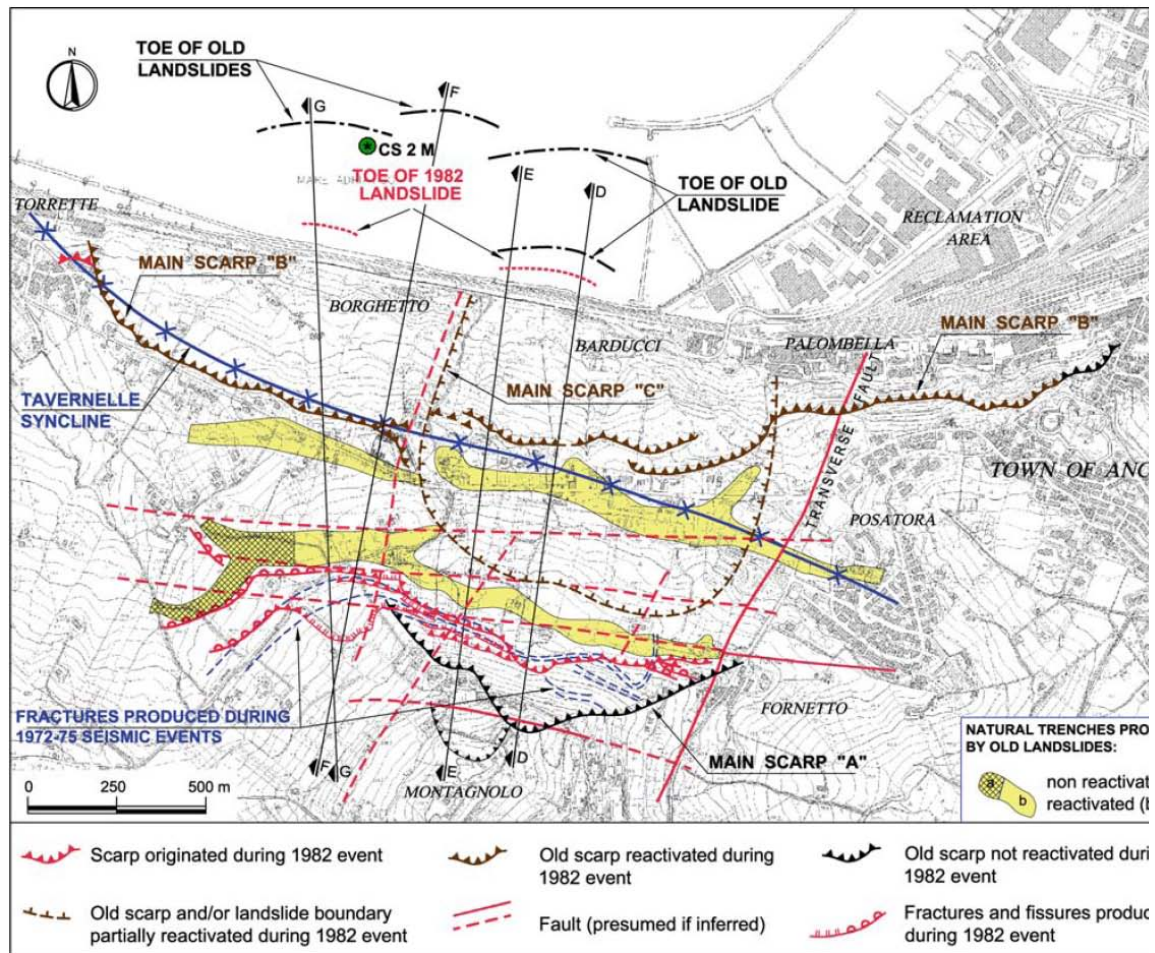 N
TOE OF OLD
LANDSLIDES
G
F
CS 2 M
E
D
MARE AD
TOE OF 1982
LANDSLIDE
TOE OF OLD
LANDSLIDE
TORRETTE
RECLAMATION
AREA
MAIN SCARP "B"
BORGHETTO
BARDUCCI
PALOMBELLA
MAIN SCARP "B"
TAVERNELLE
SYNCLINE
MAIN SCARP "C"
TRANSVERSE FAULT
TOWN OF ANC
POSATORA
FRACTURES PRODUCED DURING
1972-75 SEISMIC EVENTS
FORNETTO
F
G
E
D
MAIN SCARP "A"
MONTAGNOLO
0
250
500 m
NATURAL TRENCHES PRO
BY OLD LANDSLIDES:
a
b
non reactivat
reactivated (b
Scarp originated during 1982 event
Old scarp reactivated during
1982 event
Old scarp not reactivated duri
1982 event
Old scarp and/or landslide boundary
partially reactivated during 1982 event
Fault (presumed if inferred)
Fractures and fissures produc
during 1982 event